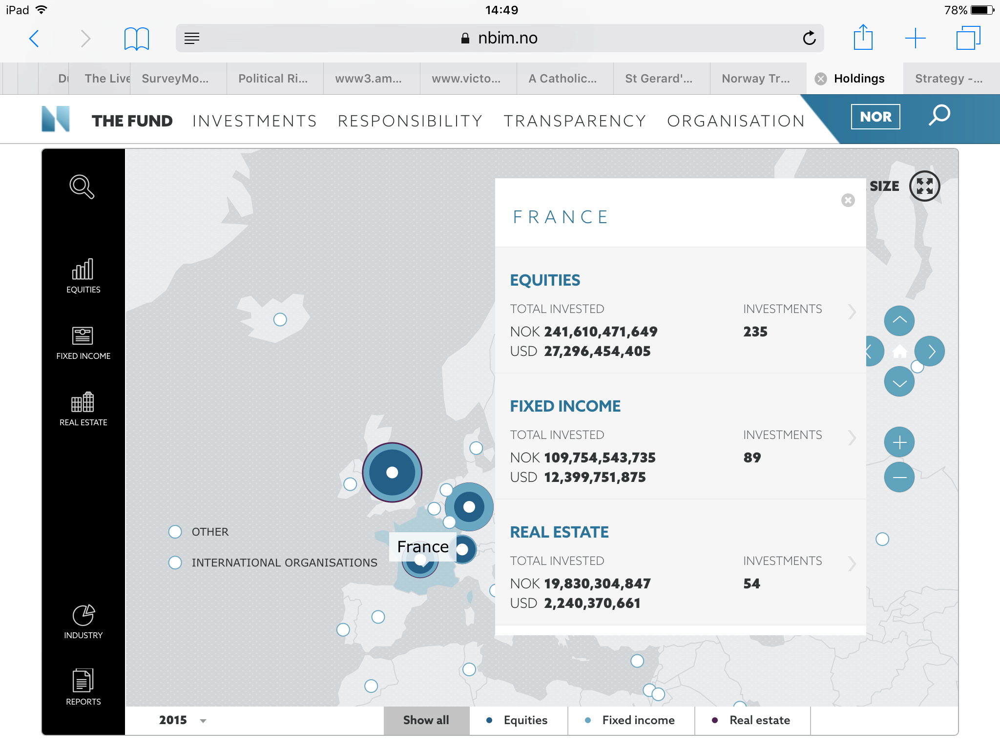 iPad
14:49
78%
nbim.no
The Live
SurveyMo...
Political Ri...
www3.am...
www.victo...
A Catholic...
St Gerard'...
Norway Tr...
Holdings
Strategy -...
THE FUND
INVESTMENTS
RESPONSIBILITY
TRANSPARENCY
ORGANISATION
NOR
SIZE
EQUITIES
FIXED INCOME
REAL ESTATE
INDUSTRY
REPORTS
OTHER
INTERNATIONAL ORGANISATIONS
France
FRANCE
EQUITIES
TOTAL INVESTED INVESTMENTS
NOK 241,610,471,649 235
USD 27,296,454,405
FIXED INCOME
TOTAL INVESTED INVESTMENTS
NOK 109,754,543,735 89
USD 12,399,751,875
REAL ESTATE
TOTAL INVESTED INVESTMENTS
NOK 19,830,304,847 54
USD 2,240,370,661
2015
Show all
Equities
Fixed income
Real estate